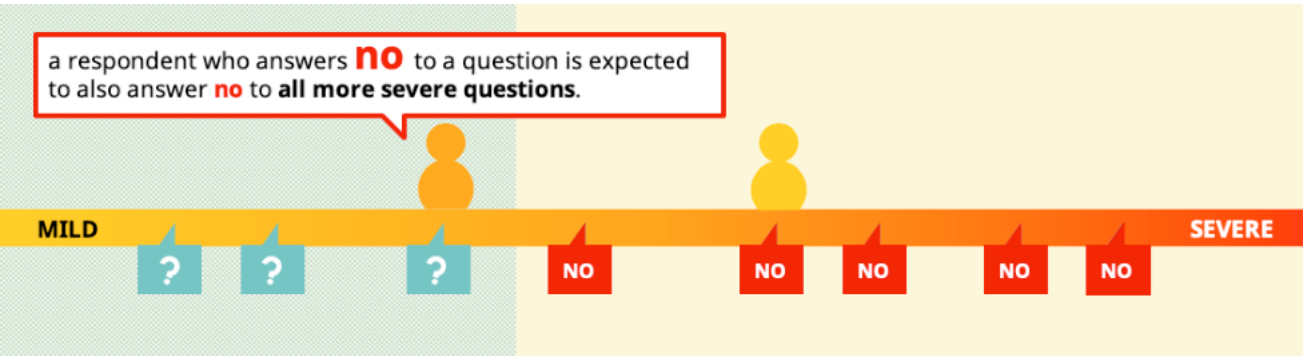 a respondent who answers no to a question is expected
to also answer no to all more severe questions.
MILD SEVERE
? ? ? NO NO NO NO NO